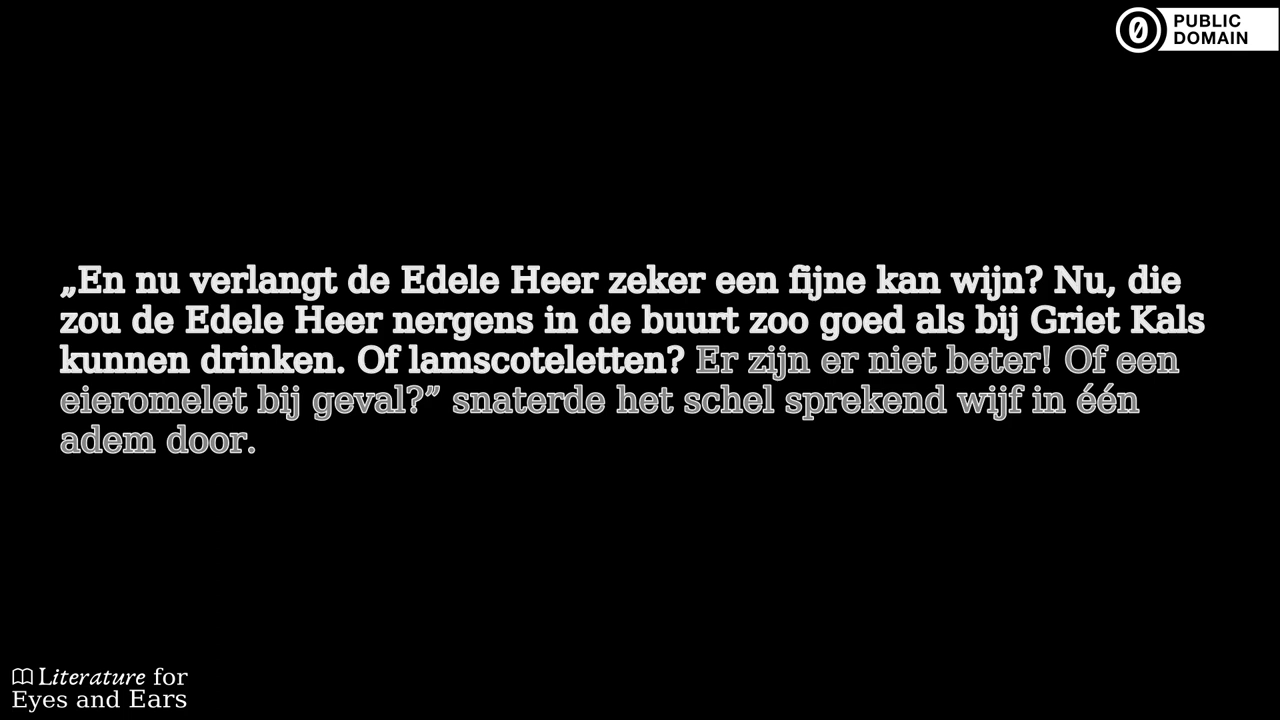 PUBLIC
DOMAIN
„En nu verlangt de Edele Heer zeker een fijne kan wijn? Nu, die
zou de Edele Heer nergens in de buurt zoo goed als bij Griet Kals
kunnen drinken. Of lamscoteletten? Er zijn er niet beter! Of een
eieromelet bij geval?” snaterde het schel sprekend wijf in één
adem door.
Literature for
Eyes and Ears